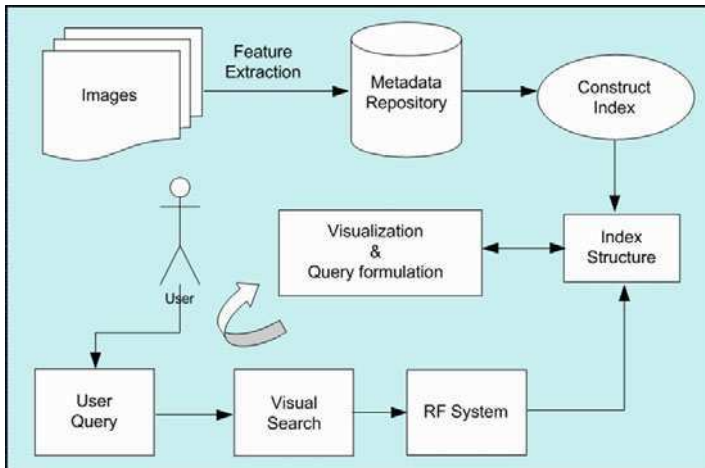 Images
Feature
Extraction
Metadata
Repository
Construct
Index
User
Visualization
&
Query formulation
Index
Structure
User
Query
Visual
Search
RF System